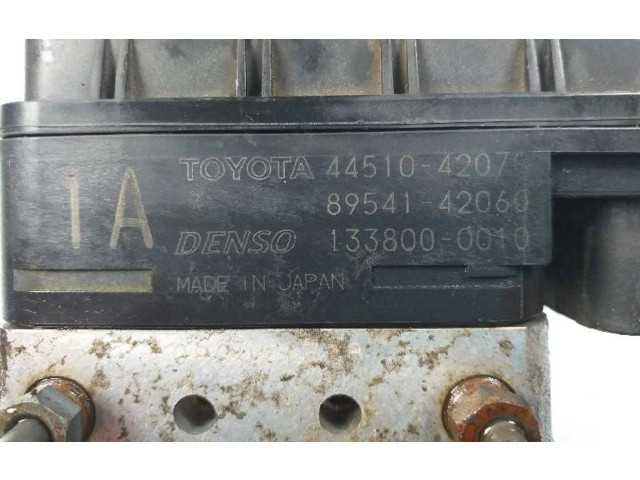 1A TOYOTA 44510-42070
89541-42060
DENSO 133800-0010
MADE IN JAPAN